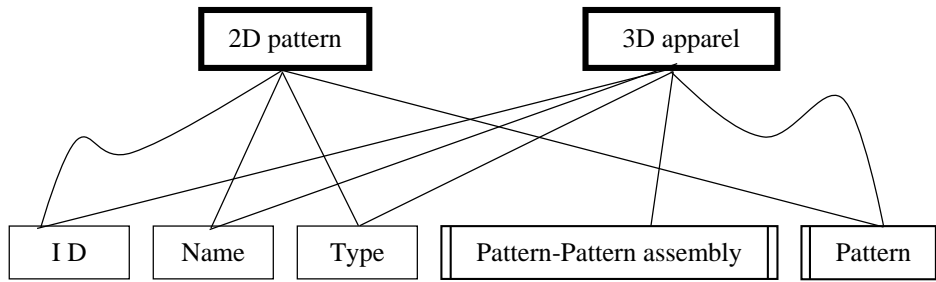 2D pattern
3D apparel
I D
Name
Type
Pattern-Pattern assembly
Pattern